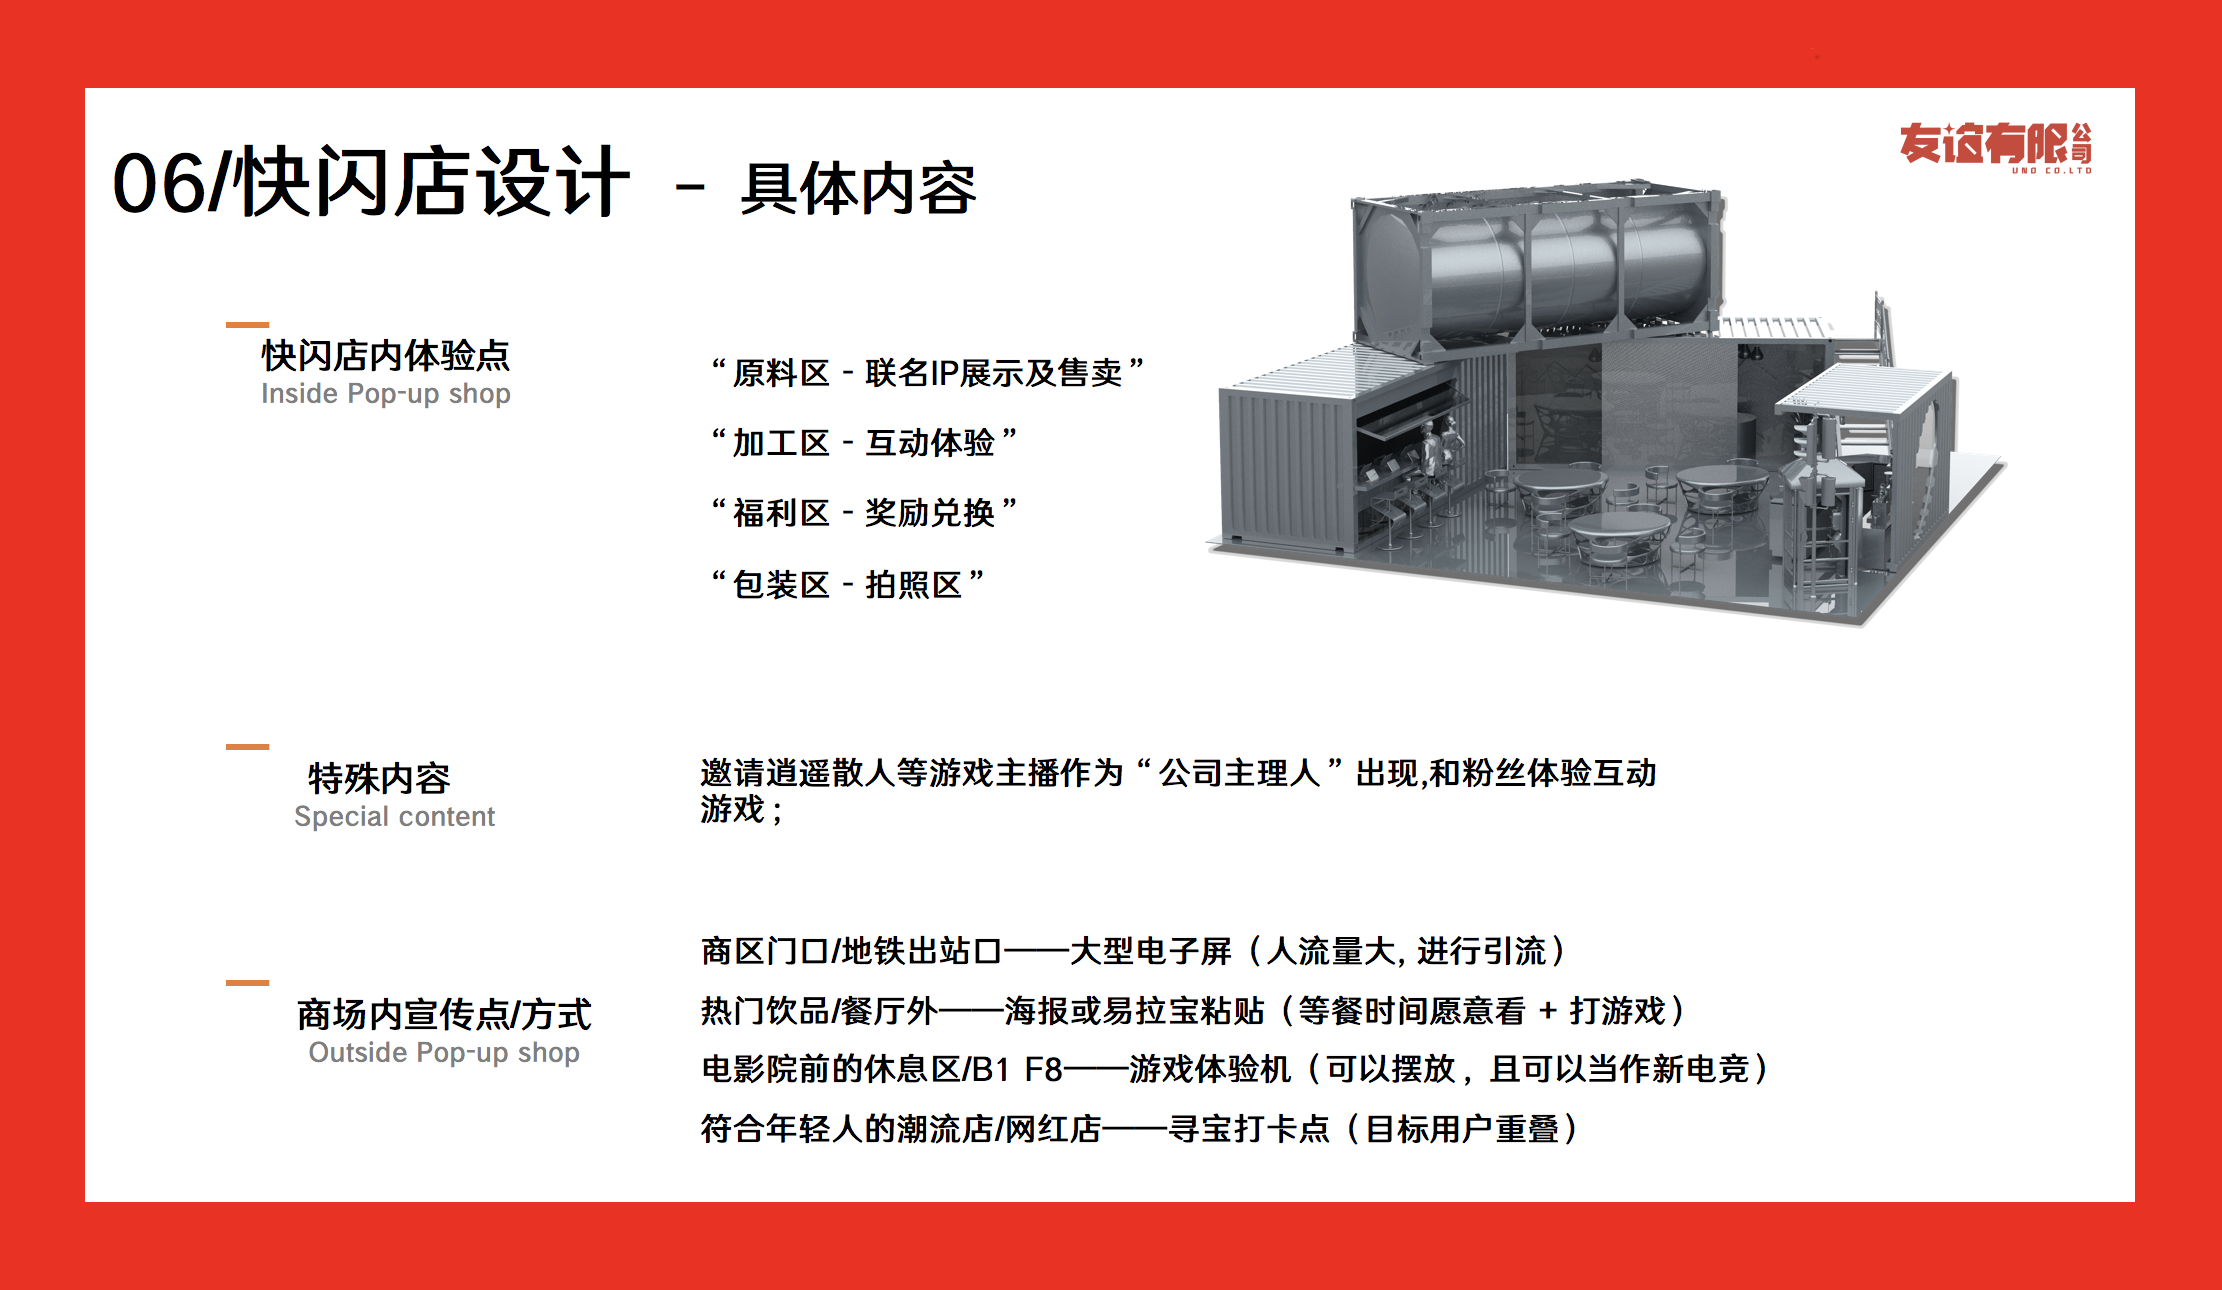 友谊有限公司
UNO CO.LTD
06/快闪店设计 - 具体内容
快闪店内体验点
Inside Pop-up shop
“原料区 - 联名IP展示及售卖”
“加工区 - 互动体验”
“福利区 - 奖励兑换”
“包装区 - 拍照区”
特殊内容
Special content
邀请逍遥散人等游戏主播作为“公司主理人”出现,和粉丝体验互动
游戏；
商场内宣传点/方式
Outside Pop-up shop
商区门口/地铁出站口——大型电子屏（人流量大, 进行引流）
热门饮品/餐厅外——海报或易拉宝粘贴（等餐时间愿意看 + 打游戏）
电影院前的休息区/B1 F8——游戏体验机（可以摆放，且可以当作新电竞）
符合年轻人的潮流店/网红店——寻宝打卡点（目标用户重叠）